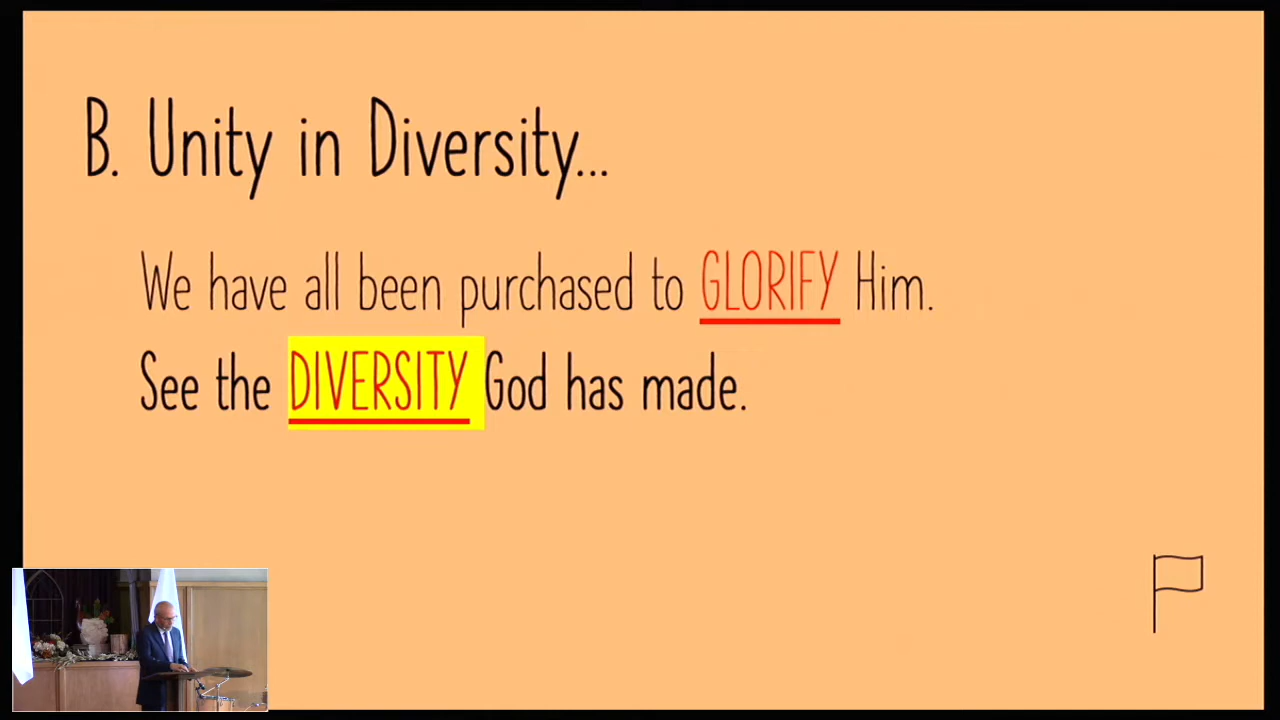 B. Unity in Diversity...
We have all been purchased to GLORIFY Him.
See the DIVERSITY God has made.